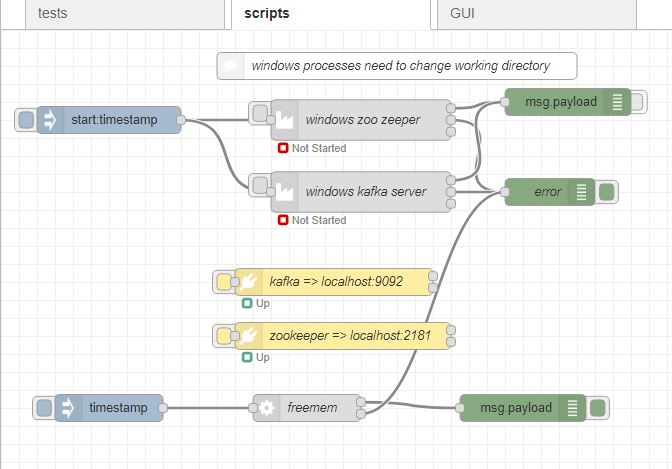 tests
scripts
GUI
windows processes need to change working directory
start:timestamp
windows zoo zeeper
msg.payload
Not Started
windows kafka server
error
Not Started
kafka => localhost:9092
Up
zookeeper => localhost:2181
Up
timestamp
freemem
msg.payload